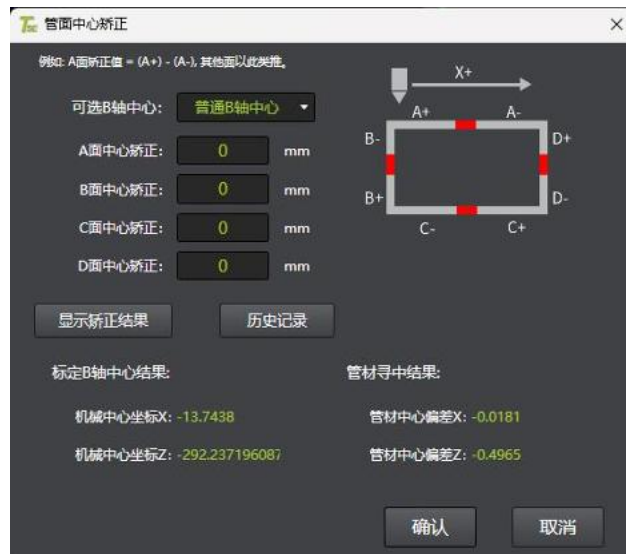 TSC 管面中心矫正 ×
例如: A面矫正值 = (A+) - (A-), 其他面以此类推。
可选B轴中心: 普通B轴中心
A面中心矫正: 0 mm
B面中心矫正: 0 mm
C面中心矫正: 0 mm
D面中心矫正: 0 mm
X+
A+ A-
B- D+
B+ D-
C- C+
显示矫正结果 历史记录
标定B轴中心结果: 管材寻中结果:
机械中心坐标X: -13.7438 管材中心偏差X: -0.0181
机械中心坐标Z: -292.237196087 管材中心偏差Z: -0.4965
确认 取消